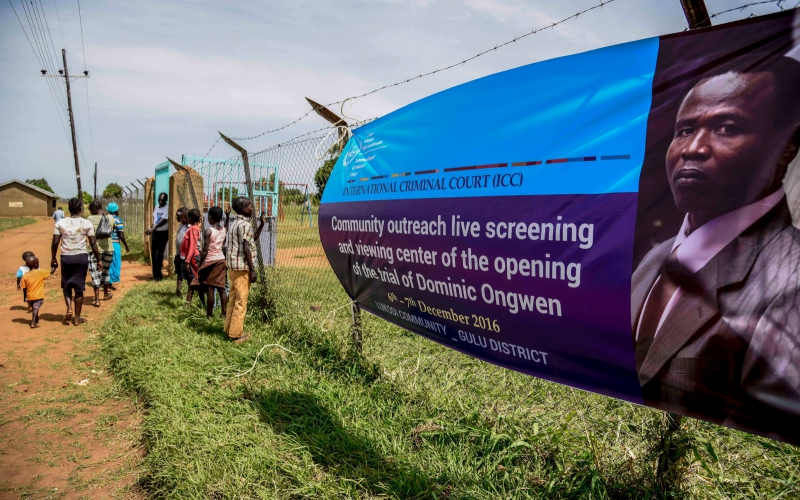 INTERNATIONAL CRIMINAL COURT (ICC)
Community outreach live screening
and viewing center of the opening
of the trial of Dominic Ongwen
6th -7th December 2016
LUKODI COMMUNITY _ GULU DISTRICT